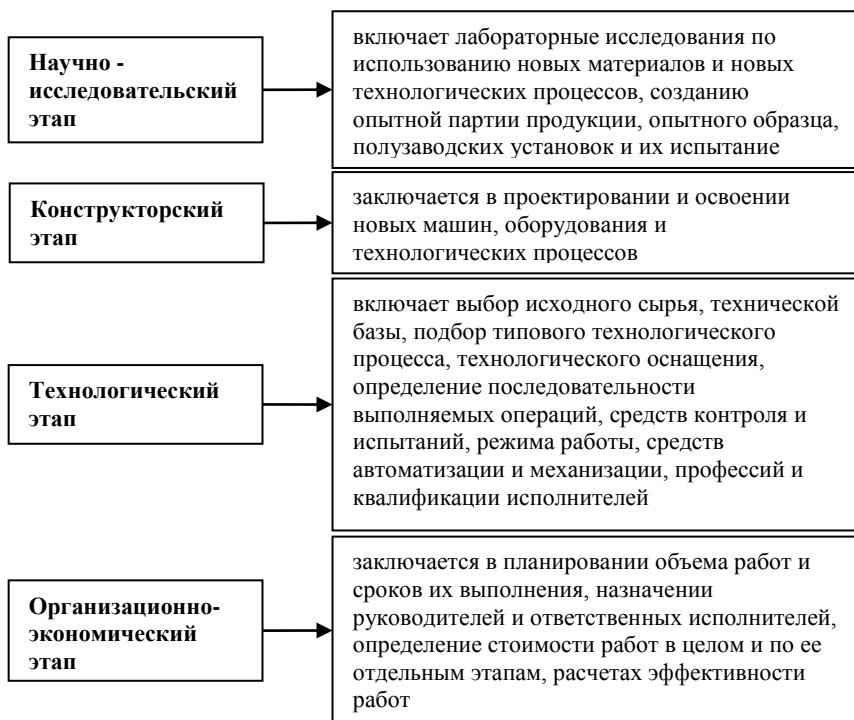 Научно -
исследовательский
этап
включает лабораторные исследования по
использованию новых материалов и новых
технологических процессов, созданию
опытной партии продукции, опытного образца,
полузаводских установок и их испытание
Конструкторский
этап
заключается в проектировании и освоении
новых машин, оборудования и
технологических процессов
Технологический
этап
включает выбор исходного сырья, технической
базы, подбор типового технологического
процесса, технологического оснащения,
определение последовательности
выполняемых операций, средств контроля и
испытаний, режима работы, средств
автоматизации и механизации, профессий и
квалификации исполнителей
Организационно-
экономический
этап
заключается в планировании объема работ и
сроков их выполнения, назначении
руководителей и ответственных исполнителей,
определение стоимости работ в целом и по ее
отдельным этапам, расчетах эффективности
работ